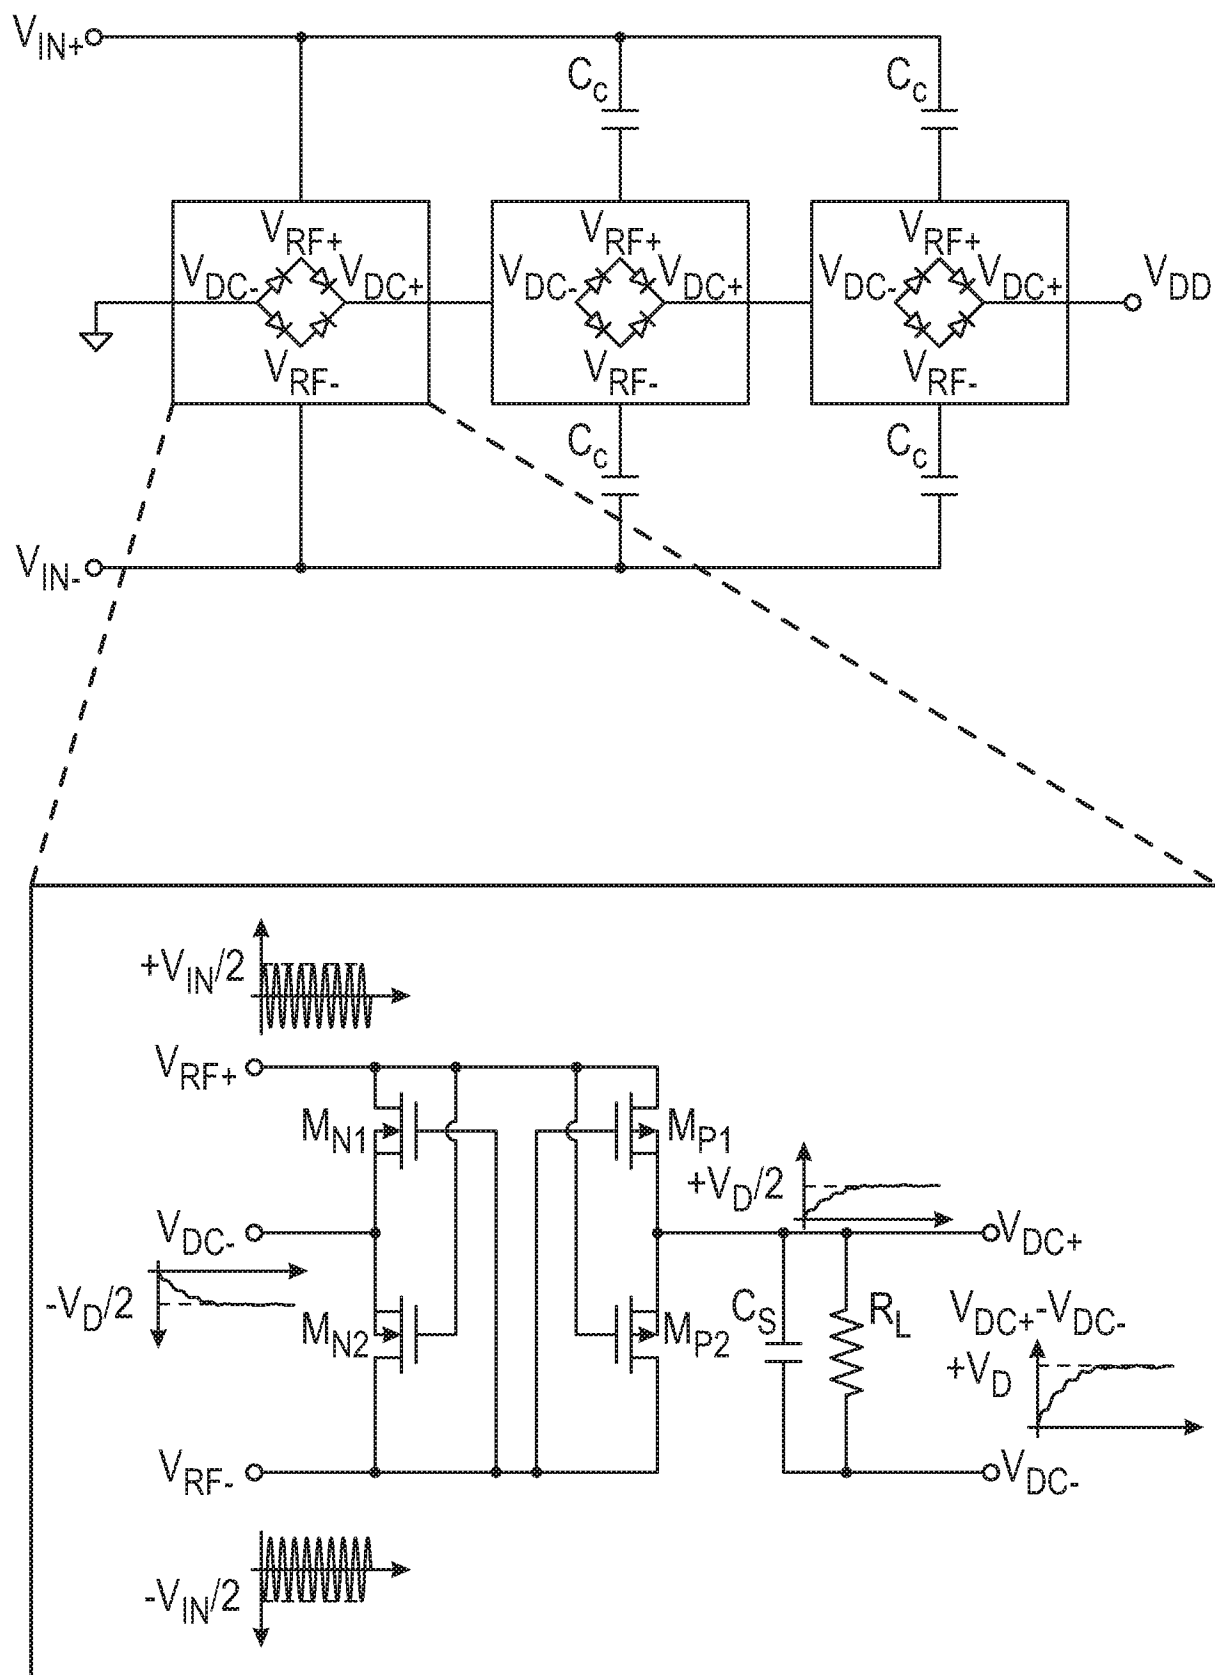 VIN+
Cc
Cc
VRF+
VRF+
VRF+
VDC-
VDC+
VDC-
VDC+
VDC-
VDC+
VDD
VRF-
VRF-
VRF-
Cc
Cc
VIN-
+VIN/2
VRF+
MN1
MP1
+VD/2
VDC-
VDC+
-VD/2
MN2
MP2
CS
RL
VDC+-VDC-
+VD
VRF-
VDC-
-VIN/2